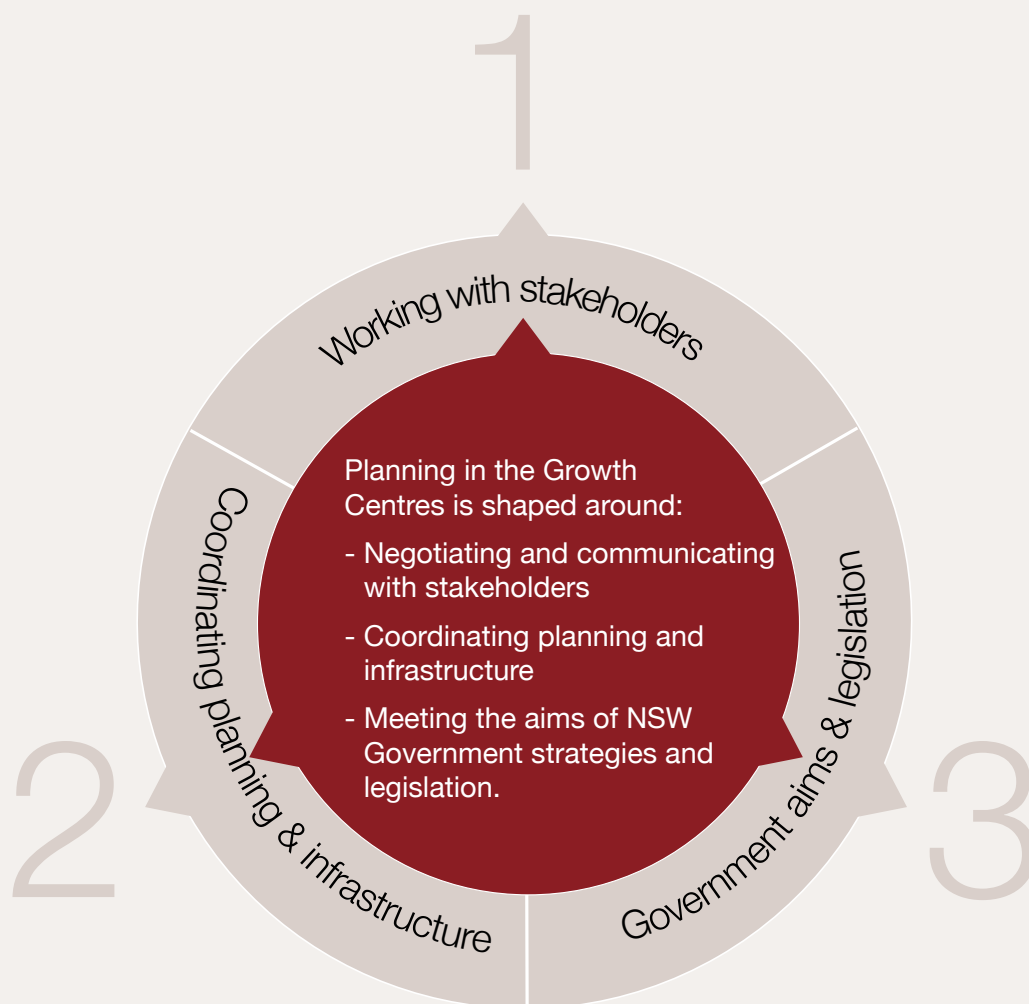 1
Working with stakeholders
Planning in the Growth
Centres is shaped around:
- Negotiating and communicating
with stakeholders
- Coordinating planning and
infrastructure
- Meeting the aims of NSW
Government strategies and
legislation.
2
Coordinating planning & infrastructure
3
Government aims & legislation